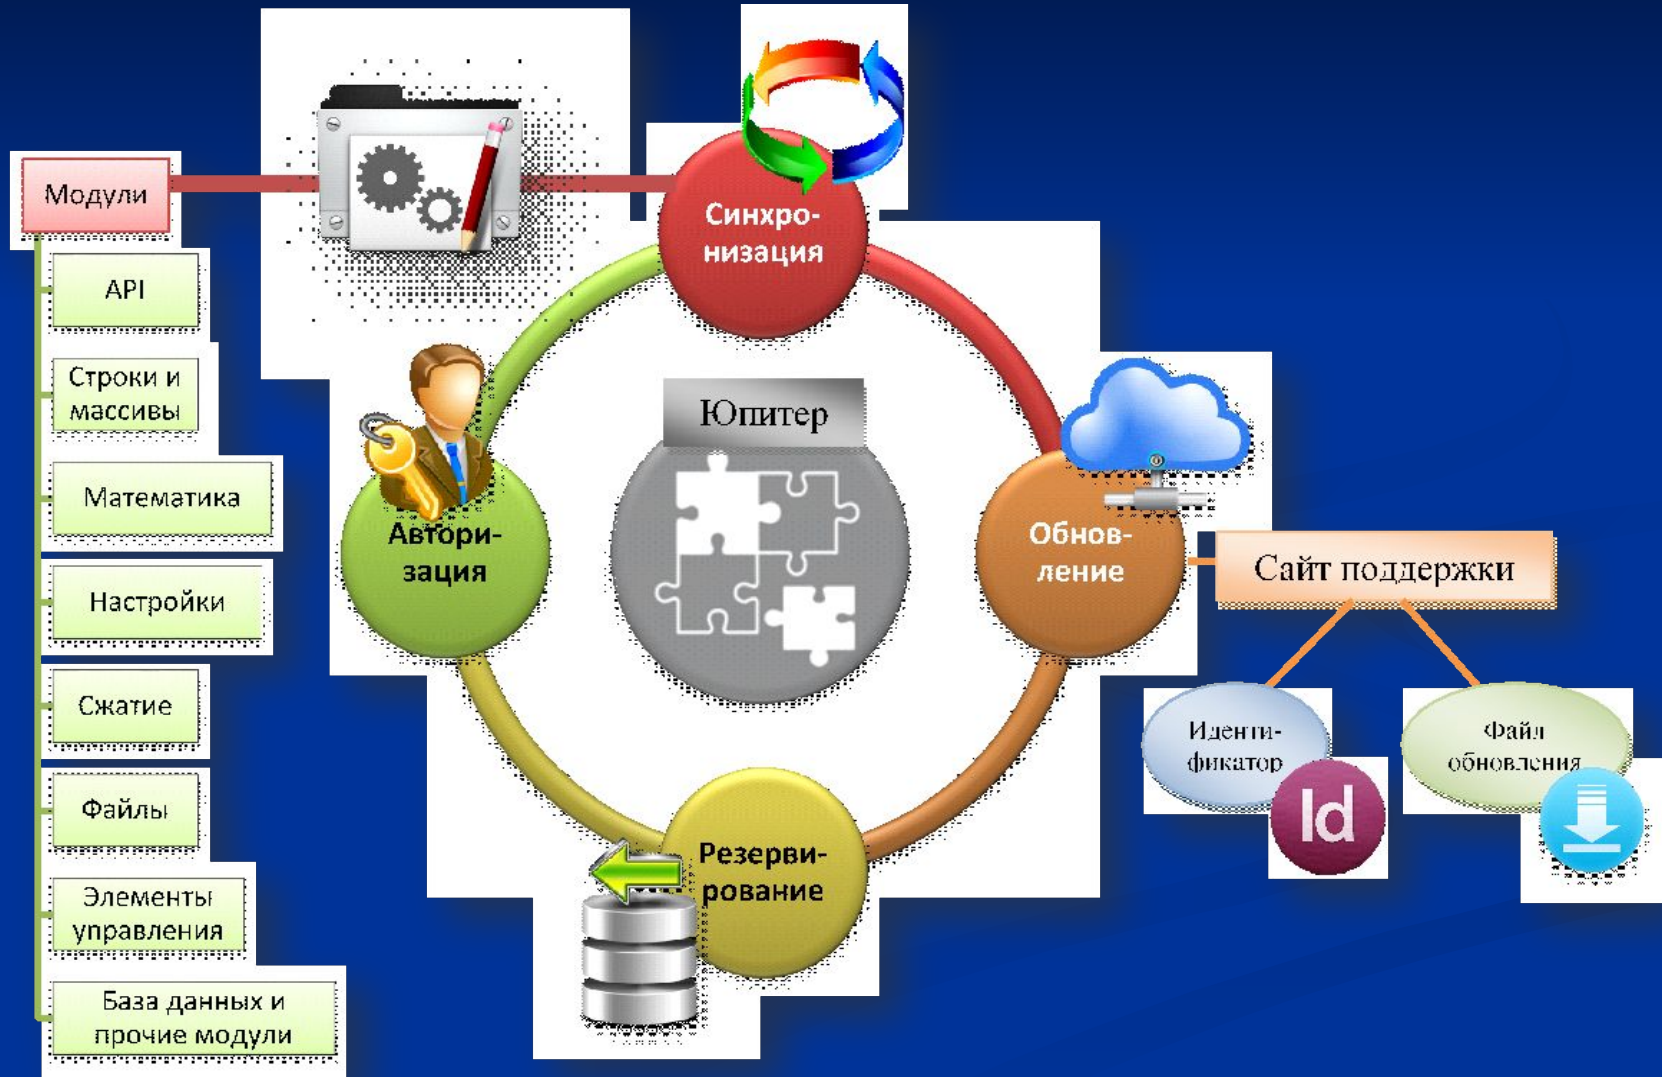 Модули
API
Строки и
массивы
Математика
Настройки
Сжатие
Файлы
Элементы
управления
База данных и
прочие модули
Синхро-
низация
Юпитер
Автори-
зация
Обнов-
ление
Резерви-
рование
Сайт поддержки
Иденти-
фикатор
Id
Файл
обновления